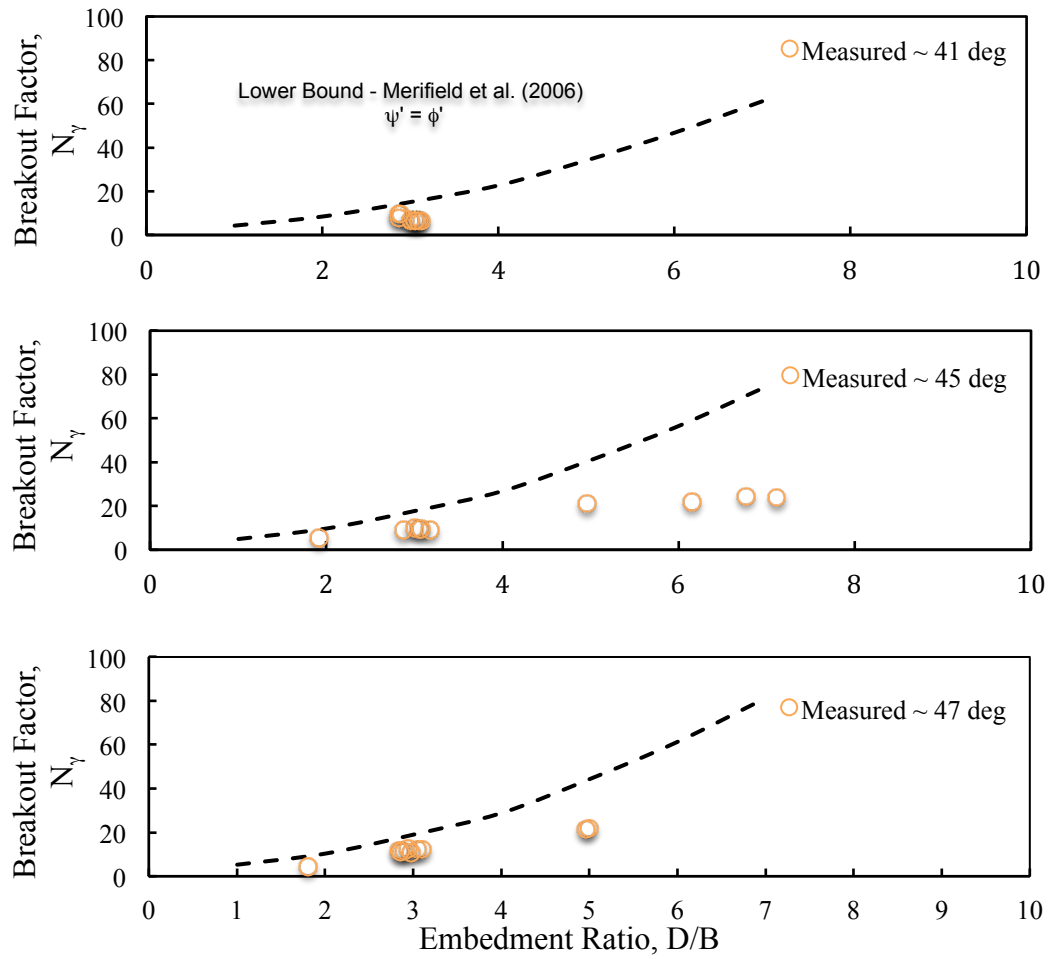 100
80
60
40
20
0
Breakout Factor,
N_γ
Measured ~ 41 deg
Lower Bound - Merifield et al. (2006)
ψ' = ϕ'
0 2 4 6 8 10
100
80
60
40
20
0
Breakout Factor,
N_γ
Measured ~ 45 deg
0 2 4 6 8 10
100
80
60
40
20
0
Breakout Factor,
N_γ
Measured ~ 47 deg
0 1 2 3 4 5 6 7 8 9 10
Embedment Ratio, D/B